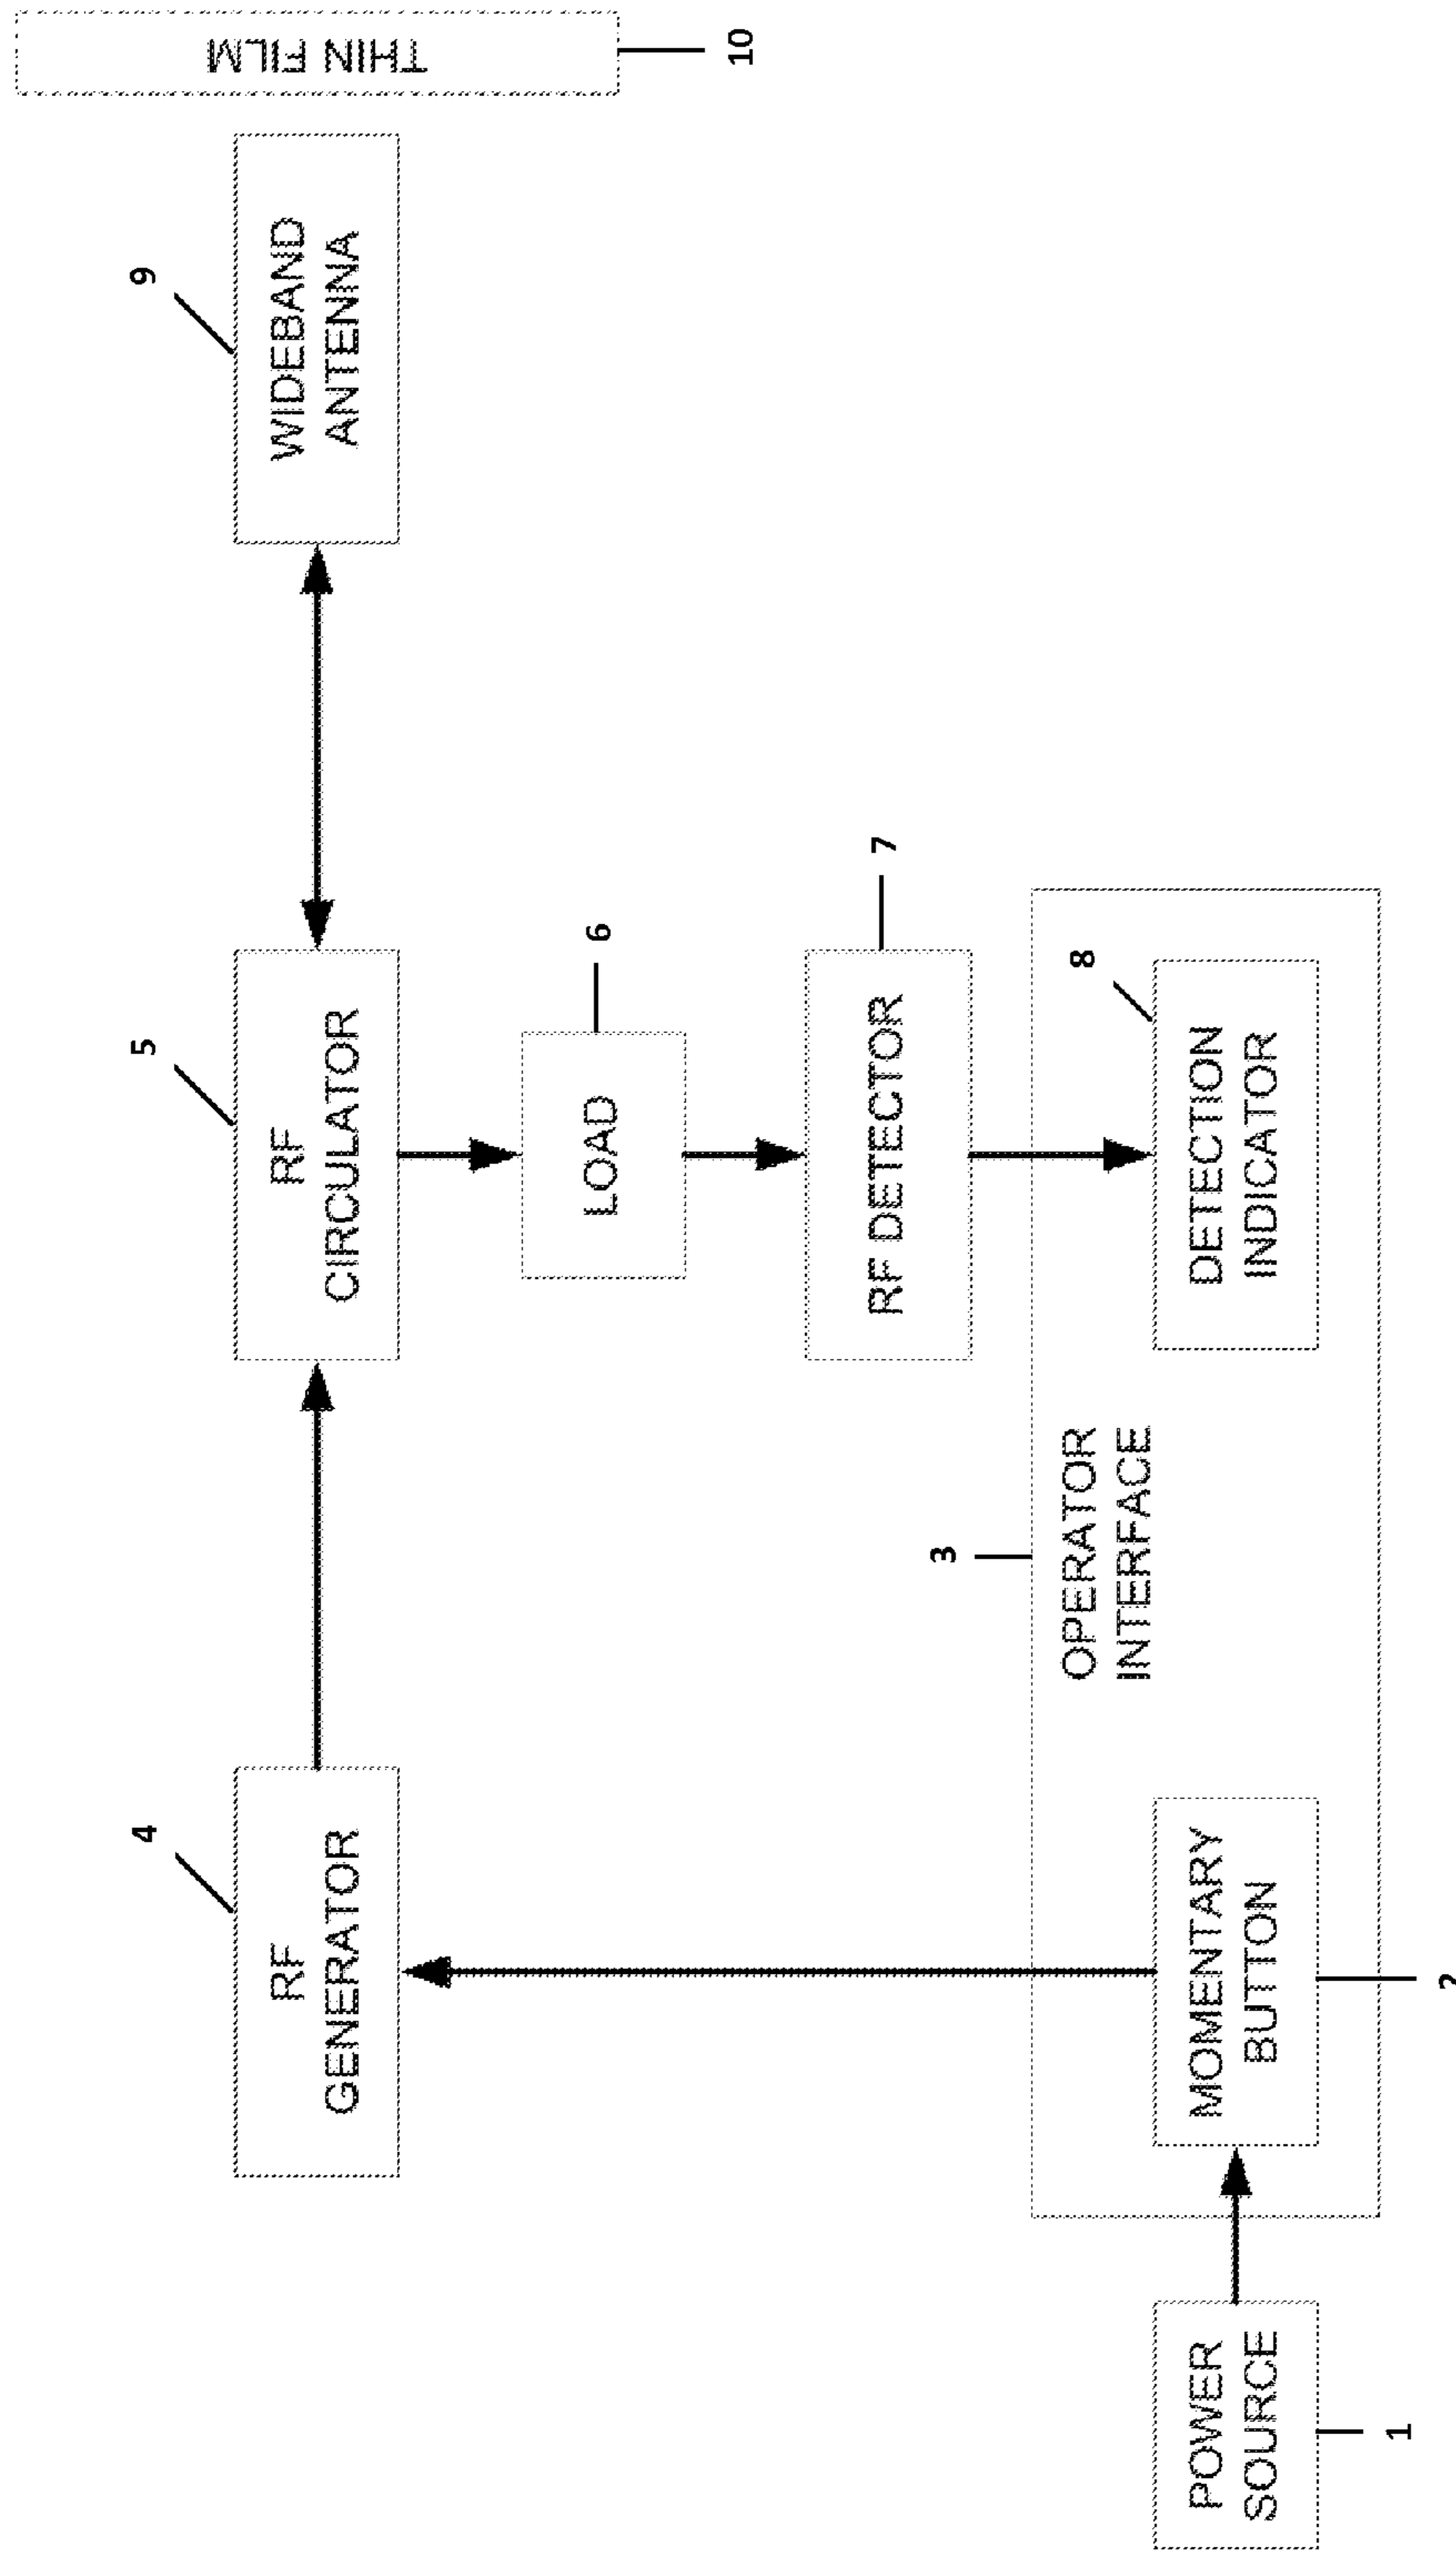 4
RF
GENERATOR
5
RF
CIRCULATOR
9
WIDEBAND
ANTENNA
THIN FILM
10
6
LOAD
7
RF DETECTOR
3
OPERATOR
INTERFACE
8
DETECTION
INDICATOR
POWER
SOURCE
1
MOMENTARY
BUTTON
2